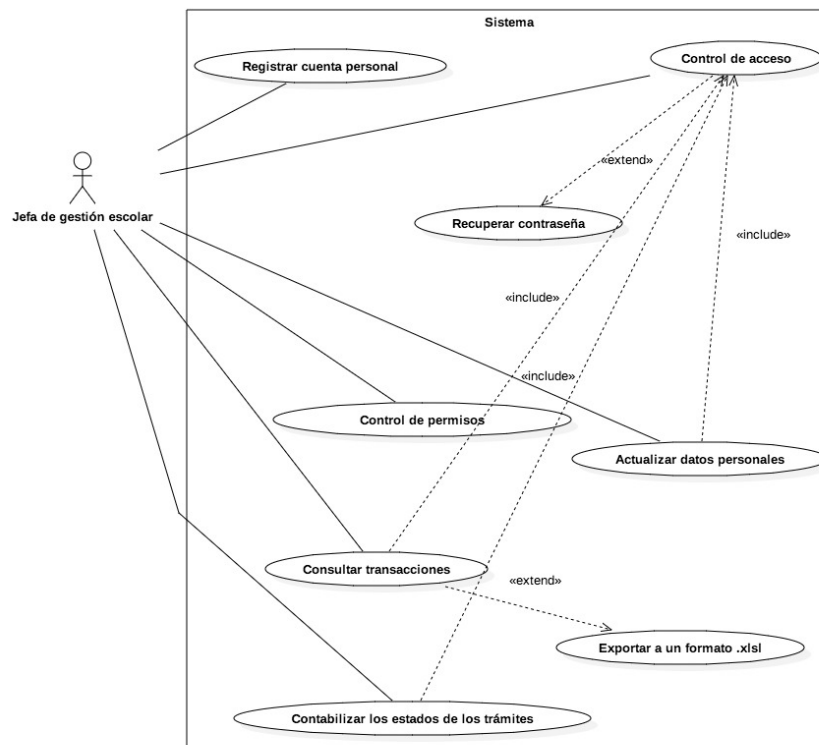 Sistema
Registrar cuenta personal
Control de acceso
«extend»
Jefa de gestión escolar
Recuperar contraseña
«include»
«include»
«include»
Control de permisos
Actualizar datos personales
Consultar transacciones
«extend»
Exportar a un formato .xlsl
Contabilizar los estados de los trámites